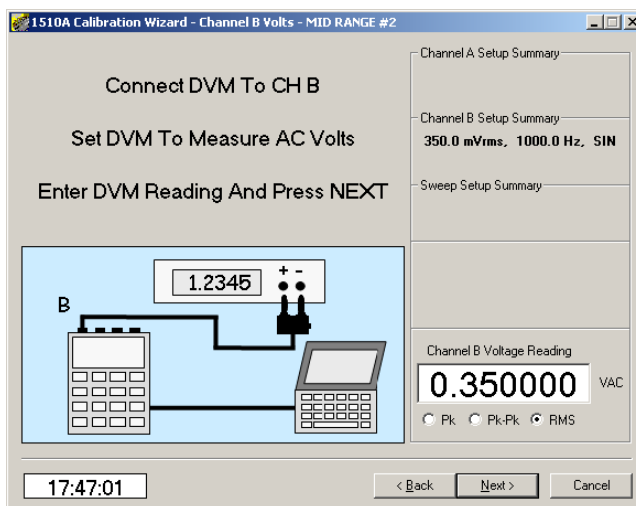 1510A Calibration Wizard - Channel B Volts - MID RANGE #2
Connect DVM To CH B
Set DVM To Measure AC Volts
Enter DVM Reading And Press NEXT
1.2345
+ -
B
Channel A Setup Summary
Channel B Setup Summary
350.0 mVrms, 1000.0 Hz, SIN
Sweep Setup Summary
Channel B Voltage Reading
0.350000 VAC
Pk Pk-Pk RMS
17:47:01
< Back Next > Cancel